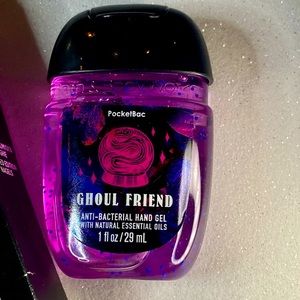 PocketBac
GHOUL FRIEND
ANTI-BACTERIAL HAND GEL
WITH NATURAL ESSENTIAL OILS
1 fl oz / 29 mL